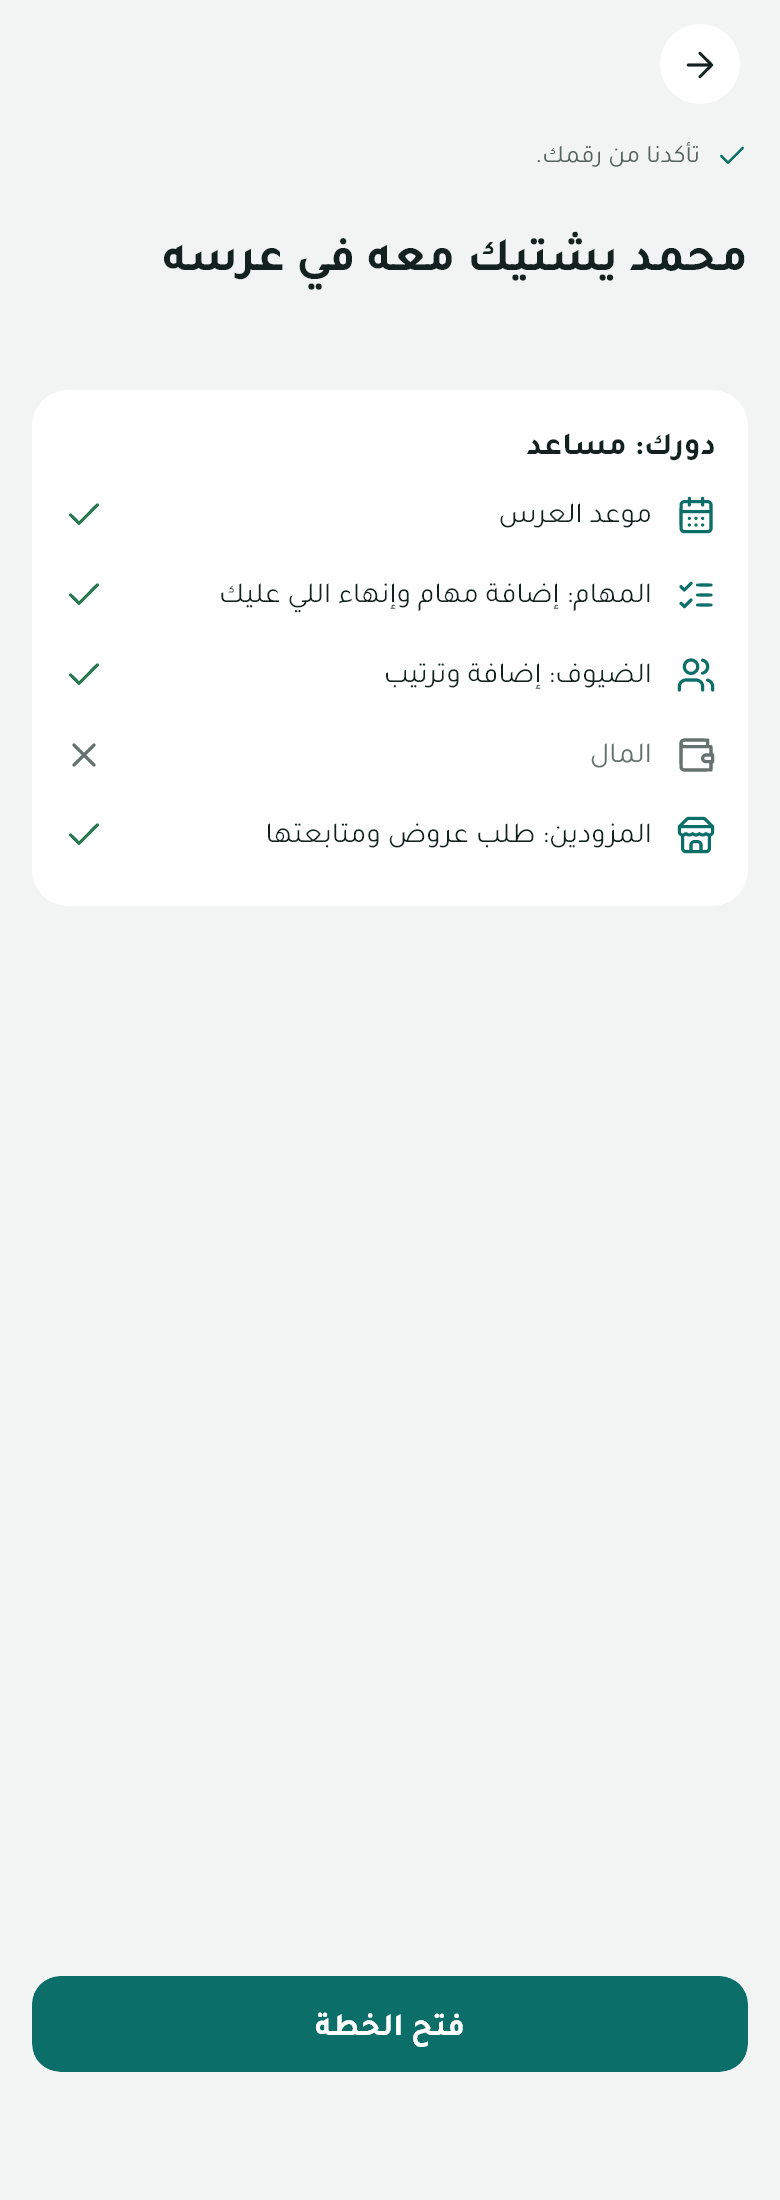 تأكدنا من رقمك.
محمد يشتيك معه في عرسه
دورك: مساعد
موعد العرس
المهام: إضافة مهام وإنهاء اللي عليك
الضيوف: إضافة وترتيب
المال
المزودين: طلب عروض ومتابعتها
فتح الخطة